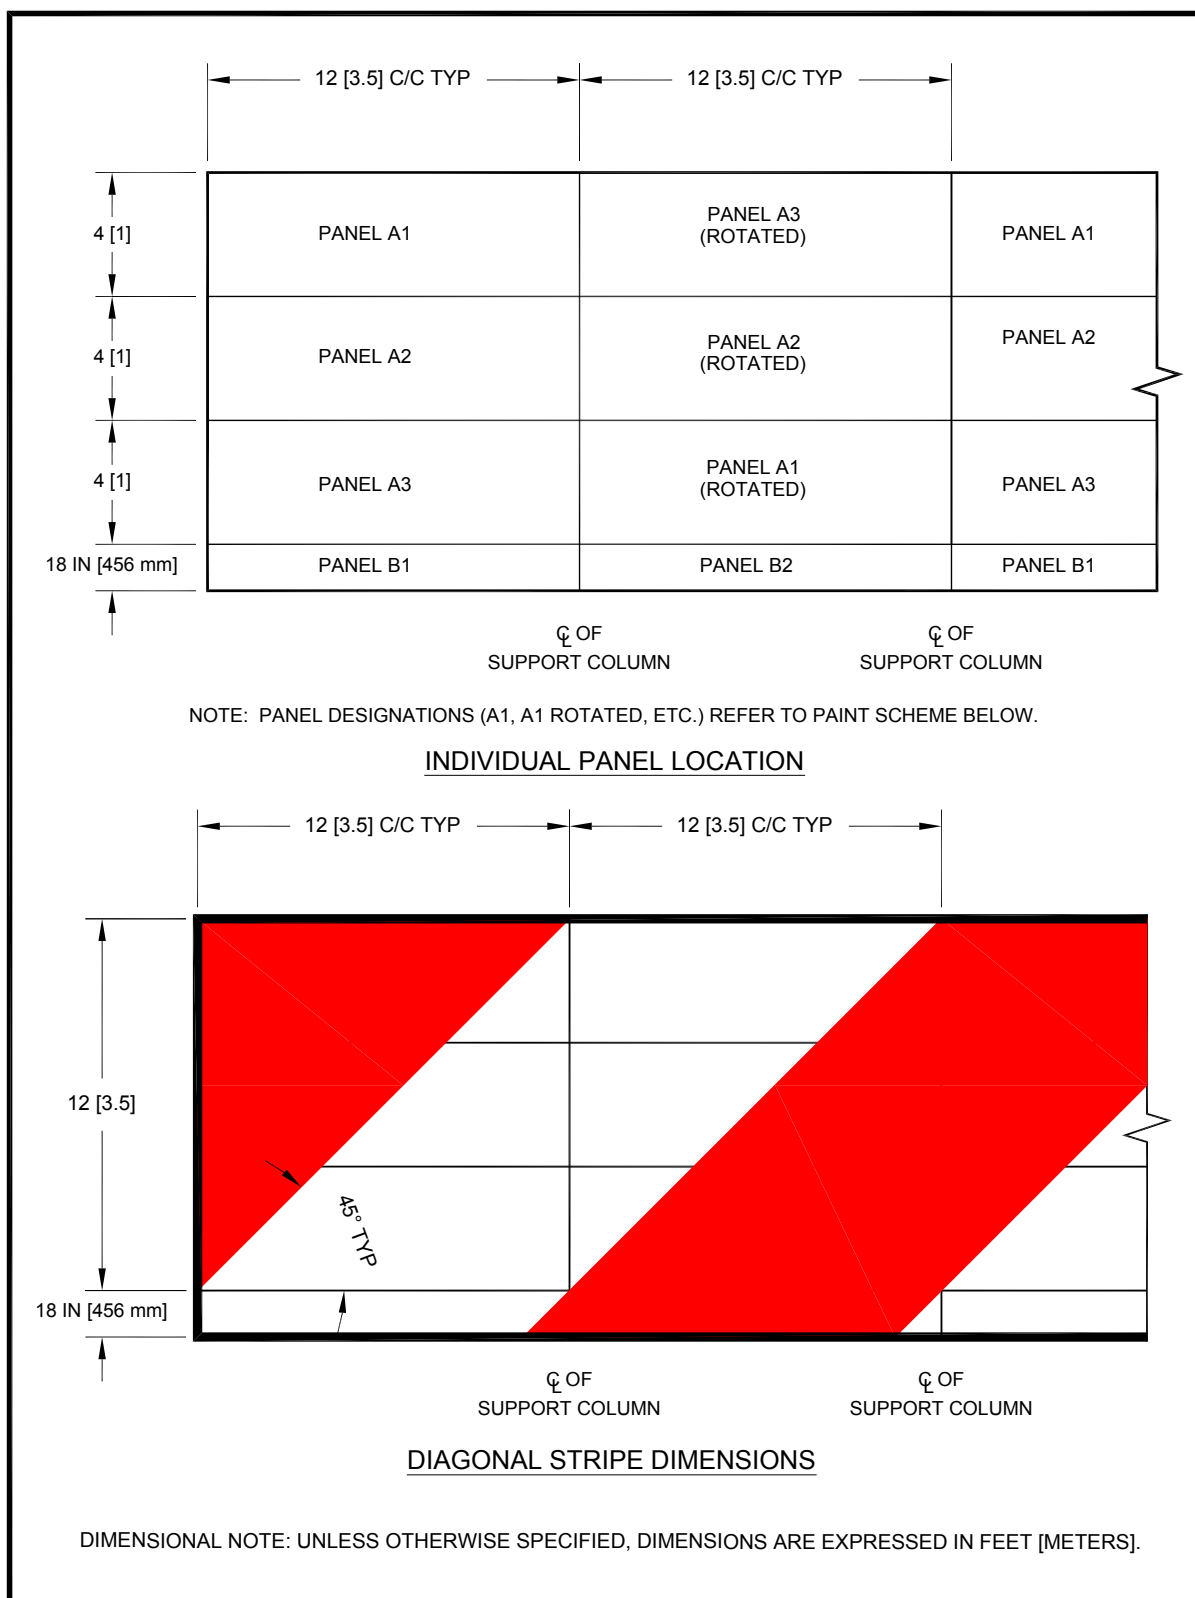 12 [3.5] C/C TYP
12 [3.5] C/C TYP
4 [1]
PANEL A1
PANEL A3
(ROTATED)
PANEL A1
4 [1]
PANEL A2
PANEL A2
(ROTATED)
PANEL A2
4 [1]
PANEL A3
PANEL A1
(ROTATED)
PANEL A3
18 IN [456 mm]
PANEL B1
PANEL B2
PANEL B1
℄ OF
SUPPORT COLUMN
℄ OF
SUPPORT COLUMN
NOTE: PANEL DESIGNATIONS (A1, A1 ROTATED, ETC.) REFER TO PAINT SCHEME BELOW.
INDIVIDUAL PANEL LOCATION
12 [3.5] C/C TYP
12 [3.5] C/C TYP
12 [3.5]
45° TYP
18 IN [456 mm]
℄ OF
SUPPORT COLUMN
℄ OF
SUPPORT COLUMN
DIAGONAL STRIPE DIMENSIONS
DIMENSIONAL NOTE: UNLESS OTHERWISE SPECIFIED, DIMENSIONS ARE EXPRESSED IN FEET [METERS].